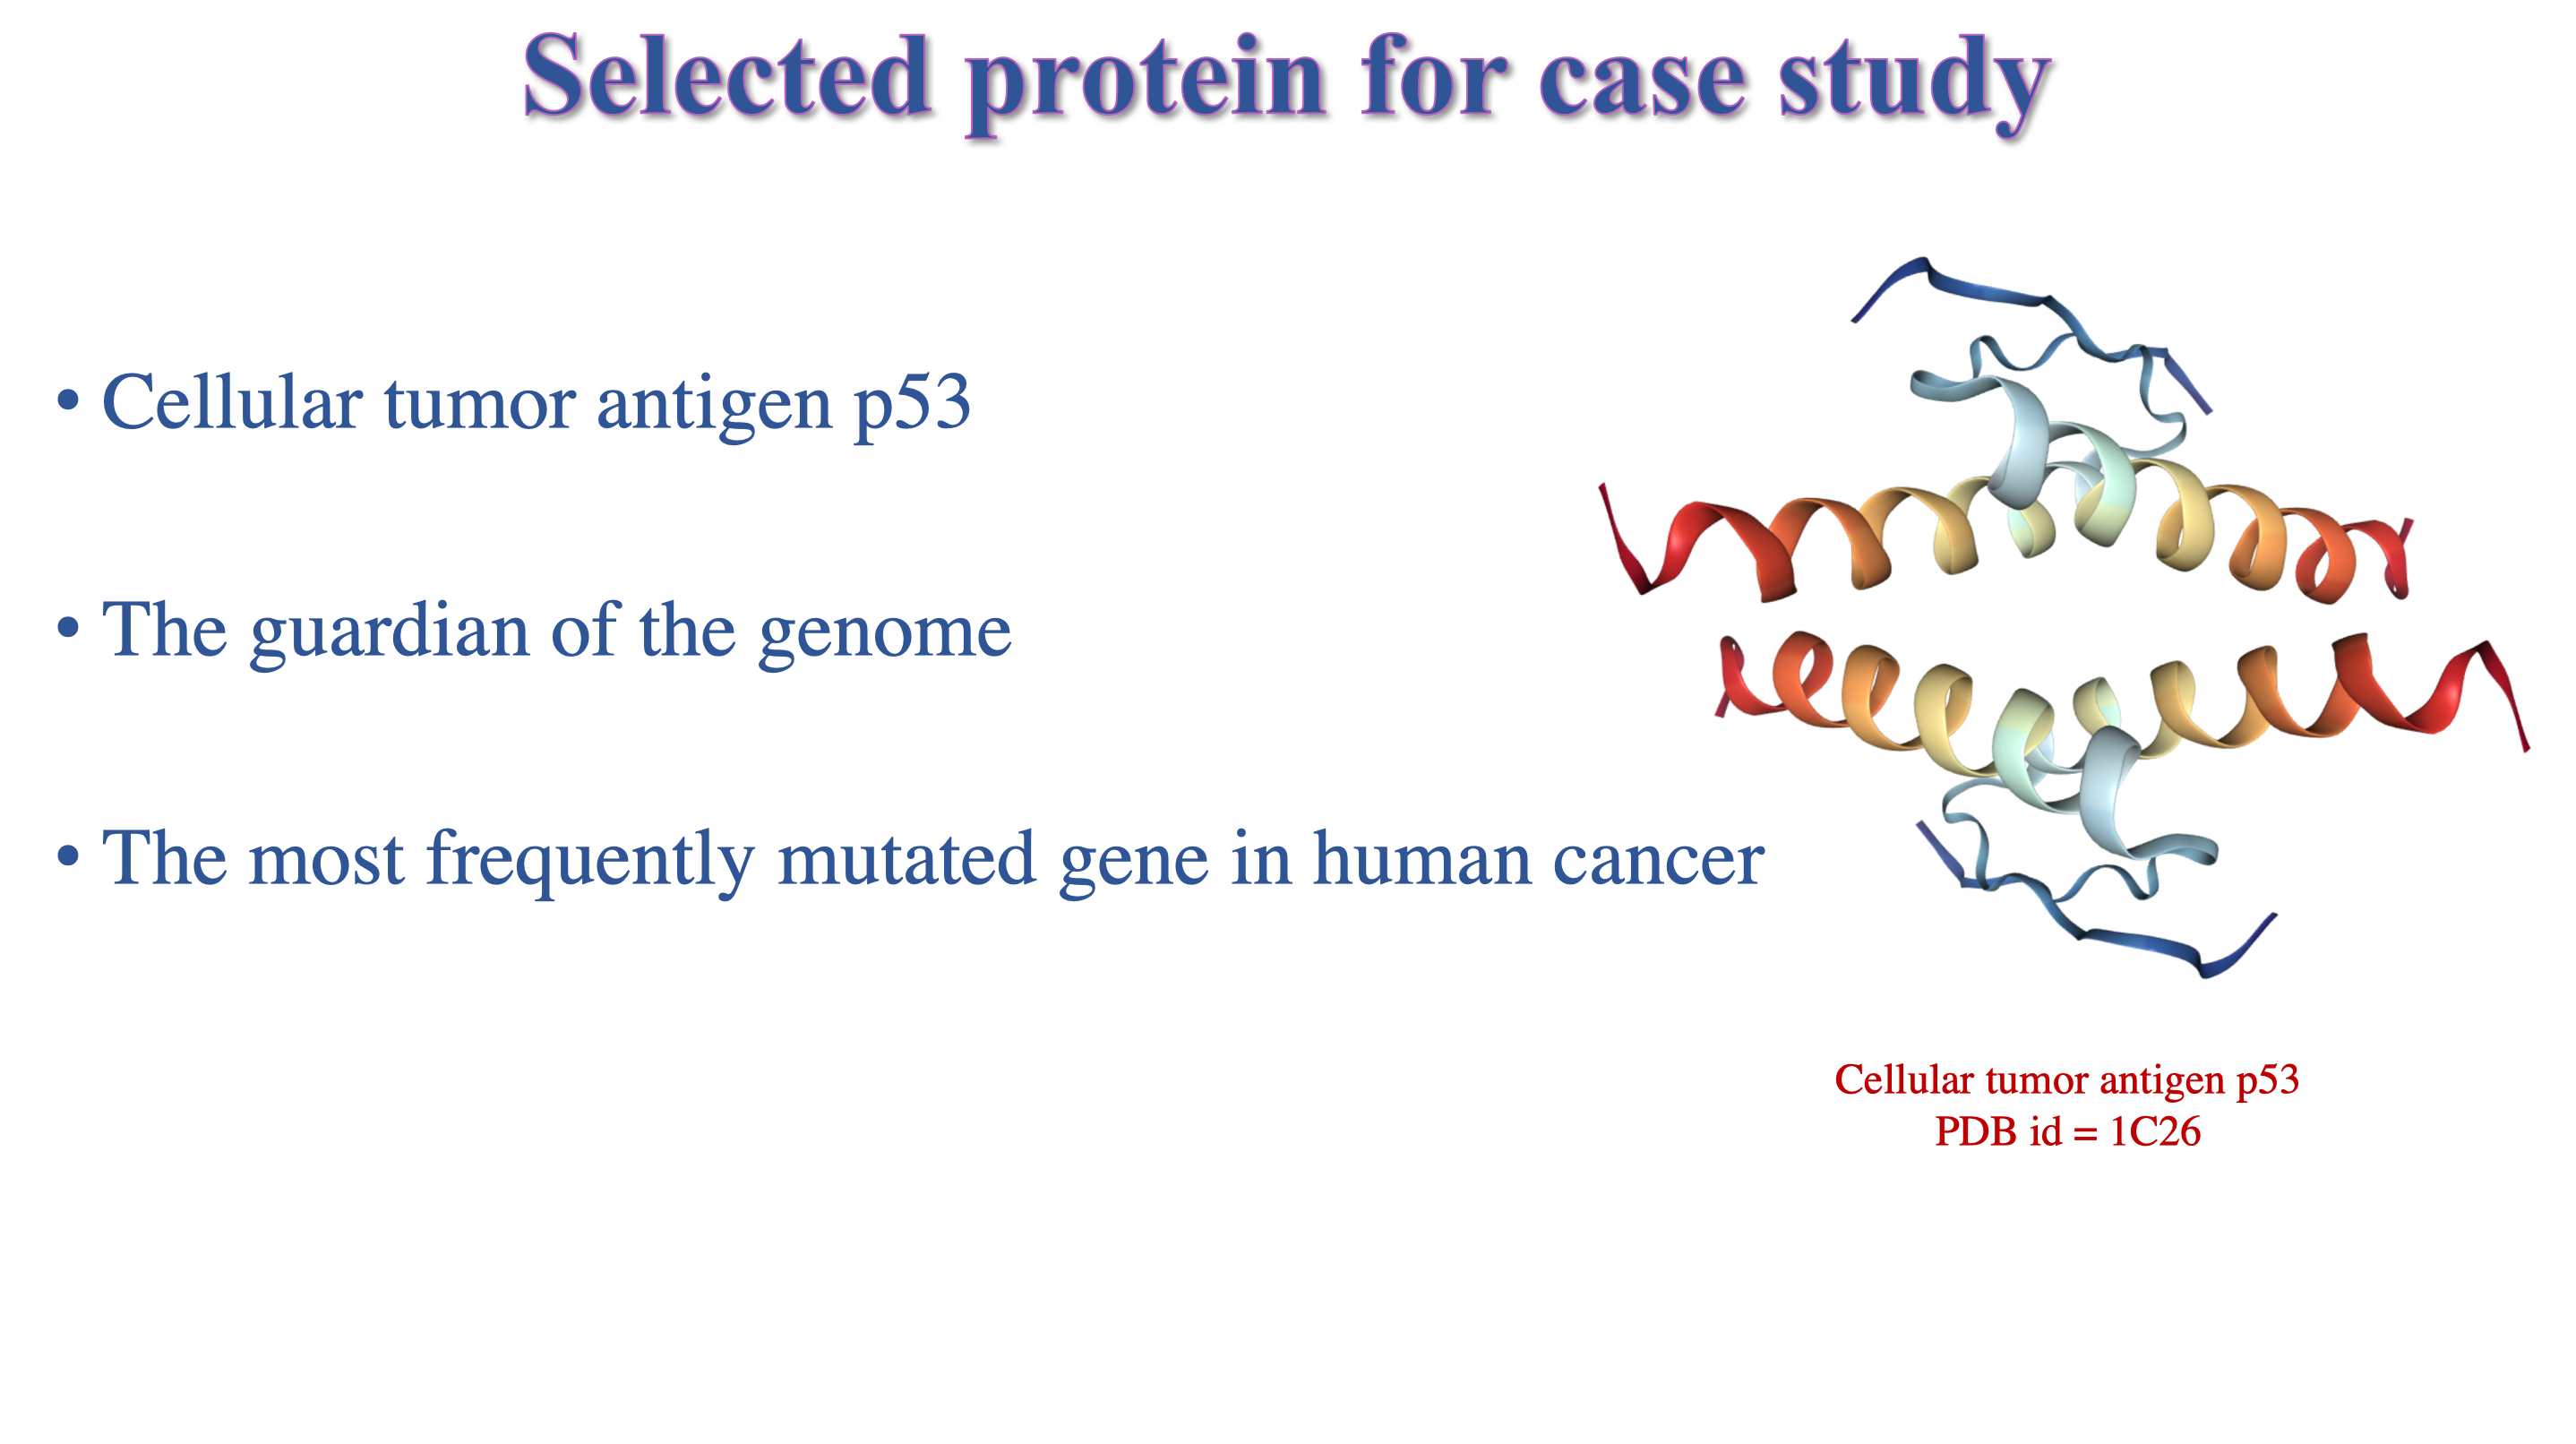 Selected protein for case study
• Cellular tumor antigen p53
• The guardian of the genome
• The most frequently mutated gene in human cancer
Cellular tumor antigen p53
PDB id = 1C26